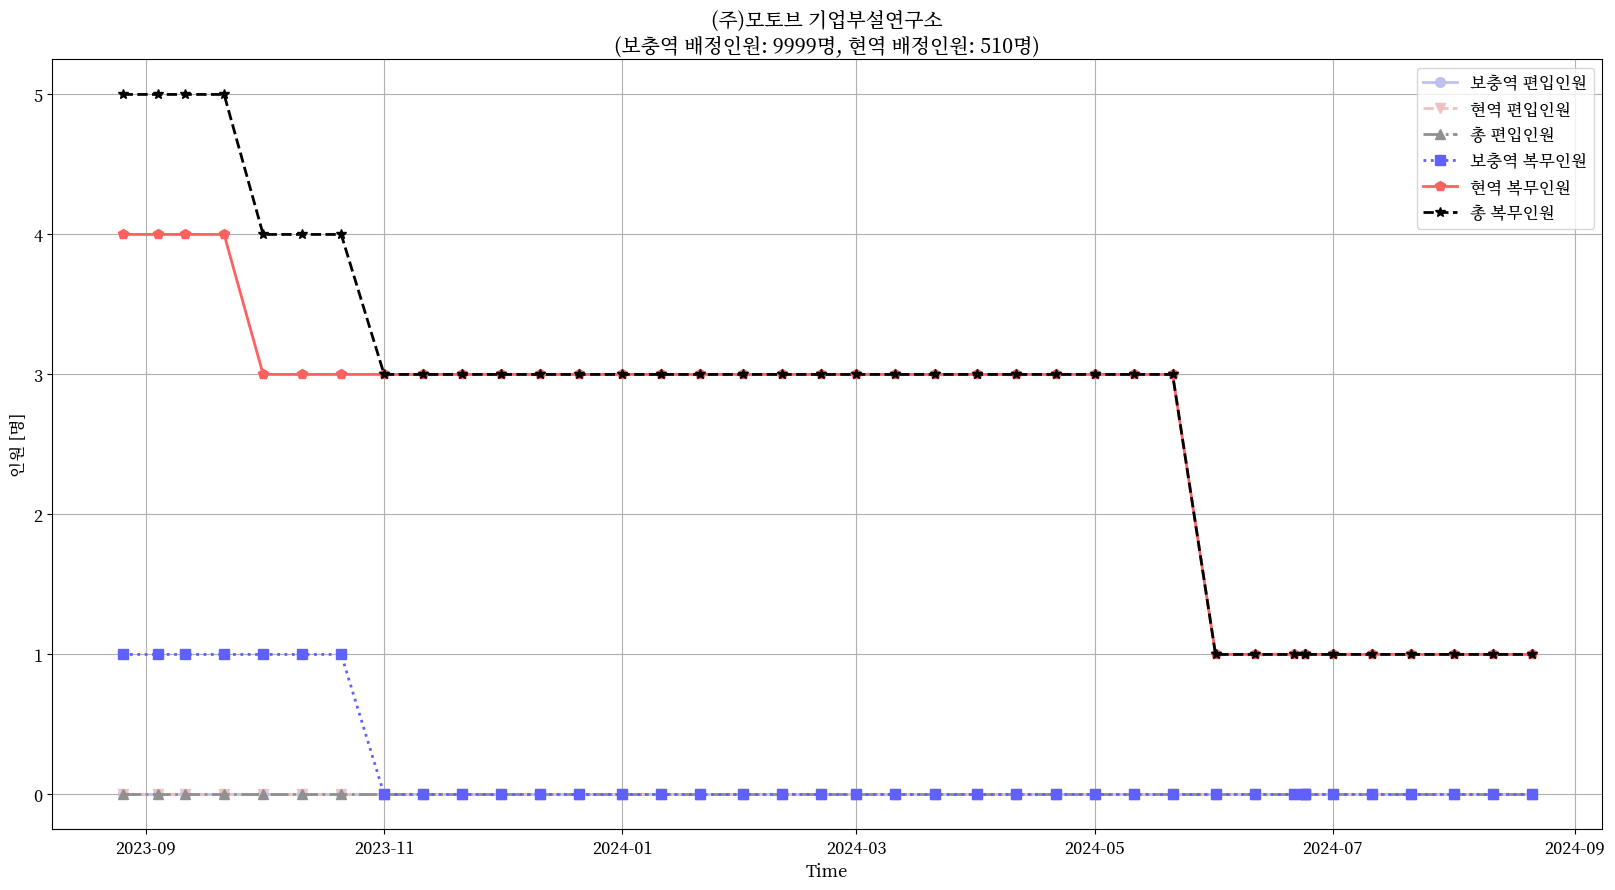 (주)모토브 기업부설연구소
(보충역 배정인원: 9999명, 현역 배정인원: 510명)
보충역 편입인원
현역 편입인원
총 편입인원
보충역 복무인원
현역 복무인원
총 복무인원
인원 [명]
5
4
3
2
1
0
2023-09
2023-11
2024-01
2024-03
2024-05
2024-07
2024-09
Time